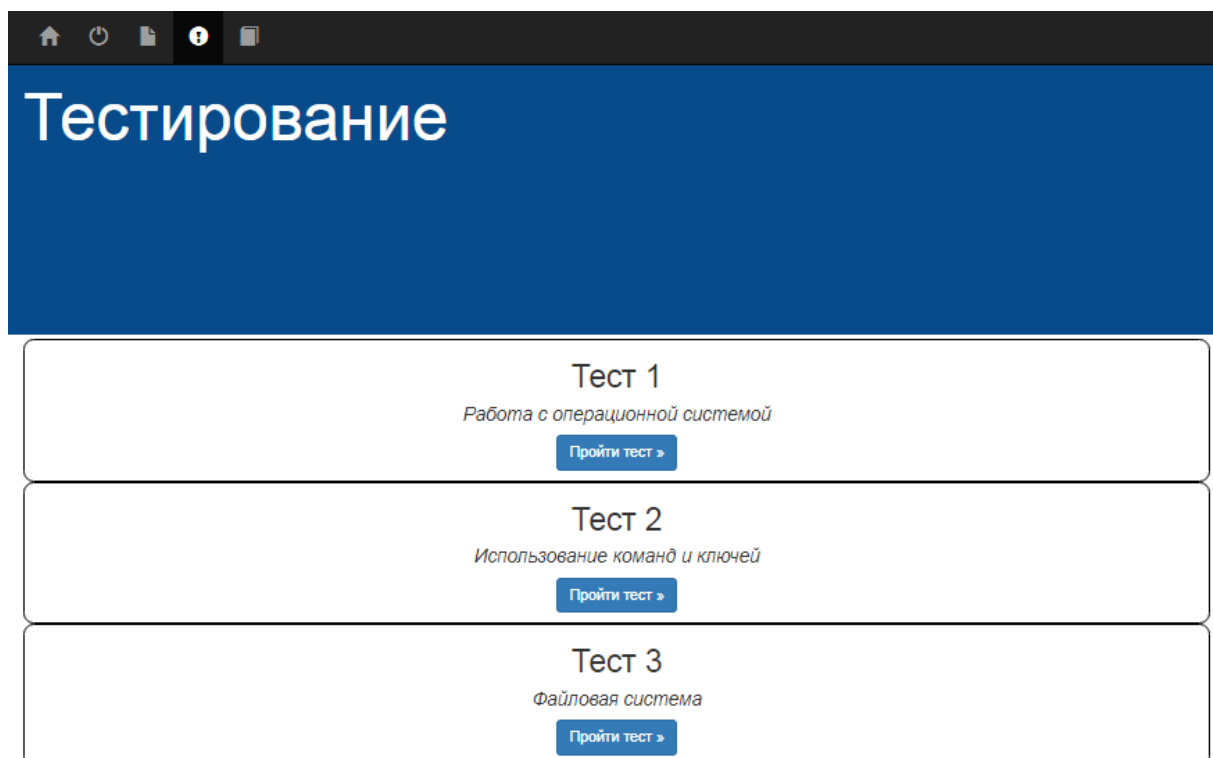 Тестирование
Тест 1
Работа с операционной системой
Пройти тест »
Тест 2
Использование команд и ключей
Пройти тест »
Тест 3
Файловая система
Пройти тест »